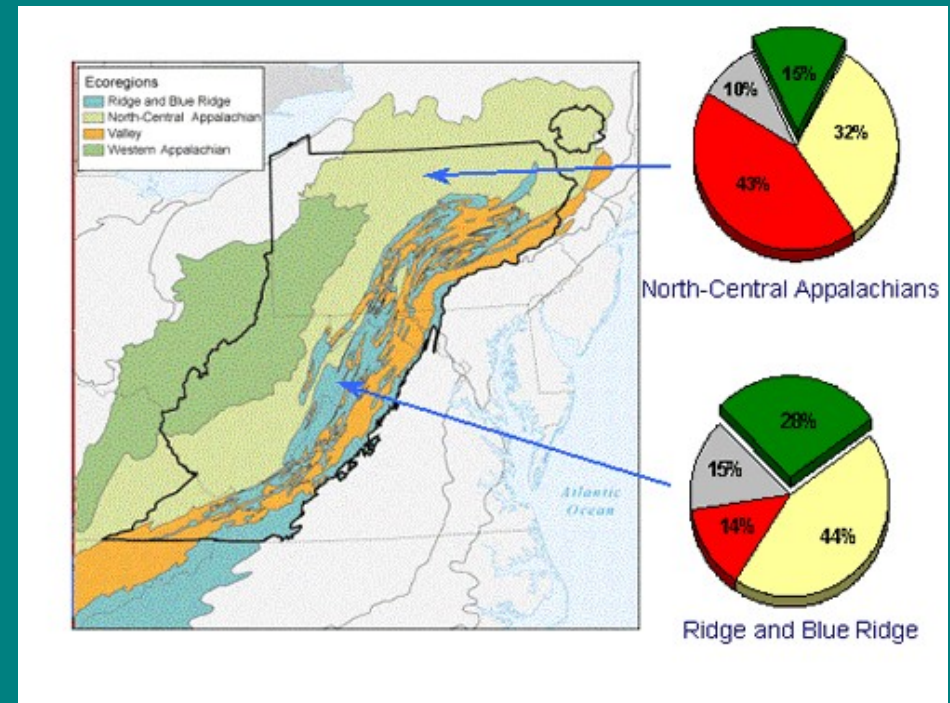 Ecoregions
Ridge and Blue Ridge
North-Central Appalachian
Valley
Western Appalachian
Atlantic
Ocean
15%
10%
32%
43%
North-Central Appalachians
28%
15%
14%
44%
Ridge and Blue Ridge